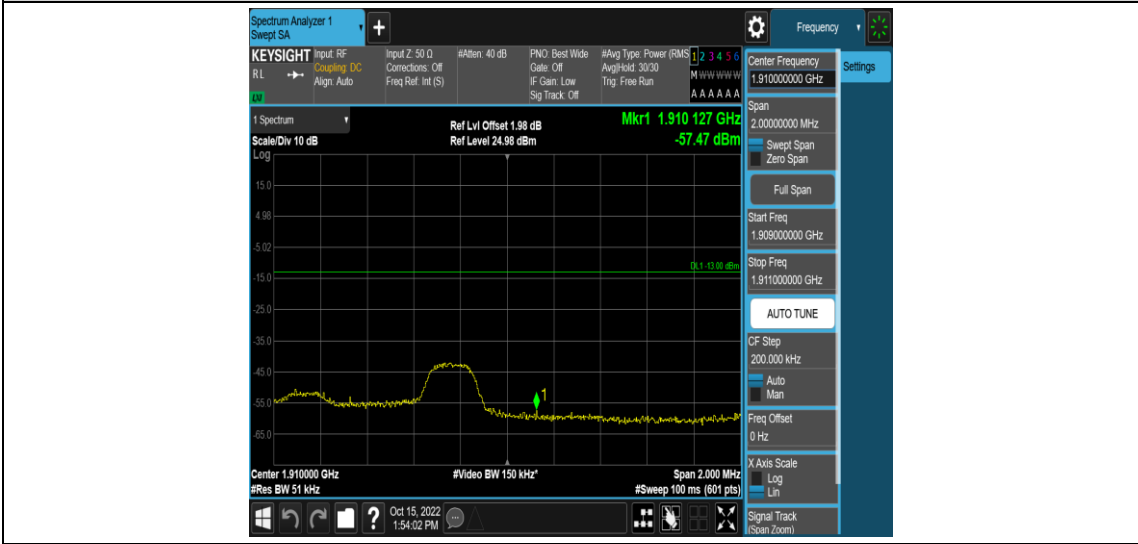 Spectrum Analyzer 1
Swept SA
+
Frequency
KEYSIGHT
RL
Input: RF
Coupling: DC
Align: Auto
Input Z: 50 Ω
Corrections: Off
Freq Ref: Int (S)
#Atten: 40 dB
PNO: Best Wide
Gate: Off
IF Gain: Low
Sig Track: Off
#Avg Type: Power (RMS
Avg|Hold: 30/30
Trig: Free Run
1 2 3 4 5 6
M W W W W W
A A A A A A
1 Spectrum
Scale/Div 10 dB
Log
Ref Lvl Offset 1.98 dB
Ref Level 24.98 dBm
Mkr1 1.910 127 GHz
-57.47 dBm
15.0
4.98
-5.02
-15.0
-25.0
-35.0
-45.0
-55.0
-65.0
DL1 -13.00 dBm
1
Center 1.910000 GHz
#Res BW 51 kHz
#Video BW 150 kHz*
Span 2.000 MHz
#Sweep 100 ms (601 pts)
?
Oct 15, 2022
1:54:02 PM
Center Frequency
1.910000000 GHz
Settings
Span
2.00000000 MHz
Swept Span
Zero Span
Full Span
Start Freq
1.909000000 GHz
Stop Freq
1.911000000 GHz
AUTO TUNE
CF Step
200.000 kHz
Auto
Man
Freq Offset
0 Hz
X Axis Scale
Log
Lin
Signal Track
(Span Zoom)